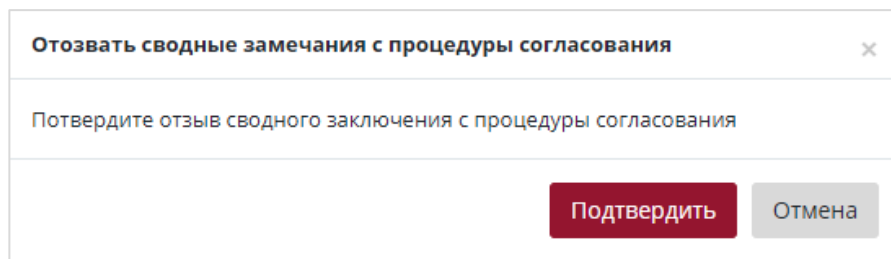 Отозвать сводные замечания с процедуры согласования
×
Потвердите отзыв сводного заключения с процедуры согласования
Подтвердить Отмена